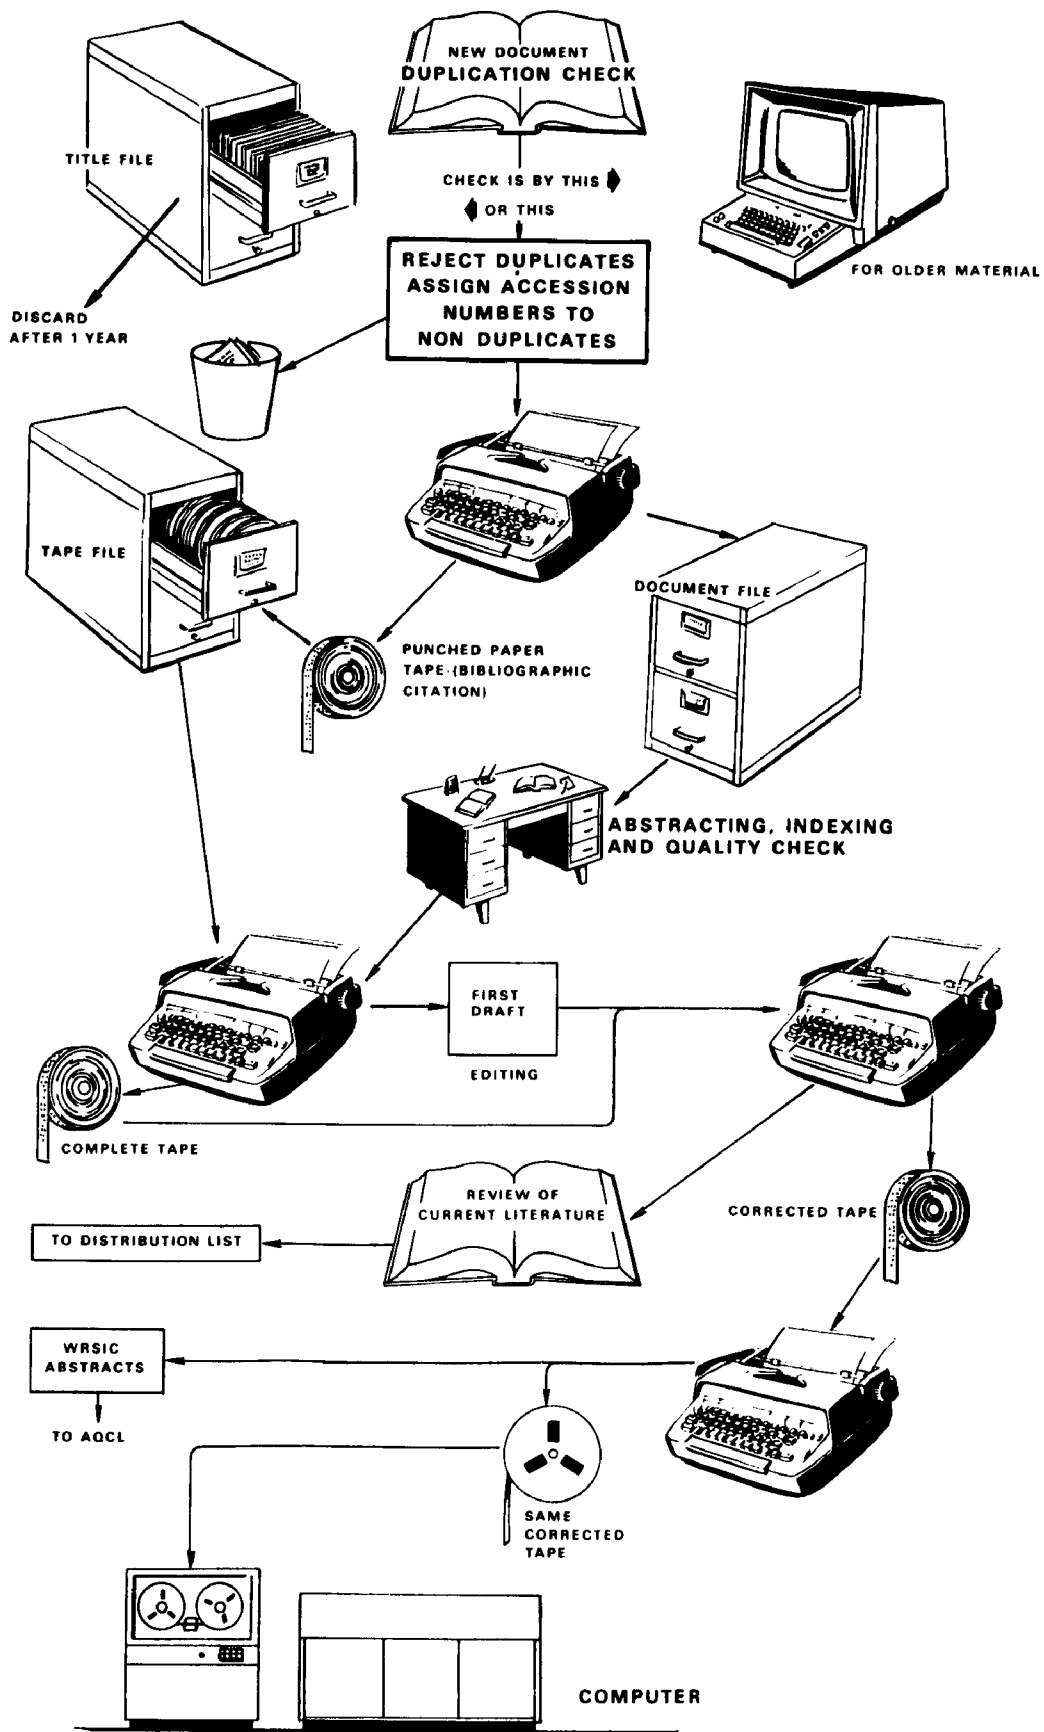 NEW DOCUMENT
DUPLICATION CHECK
TITLE FILE
CHECK IS BY THIS
OR THIS
FOR OLDER MATERIAL
REJECT DUPLICATES
ASSIGN ACCESSION
NUMBERS TO
NON DUPLICATES
DISCARD
AFTER 1 YEAR
TAPE FILE
DOCUMENT FILE
PUNCHED PAPER
TAPE-(BIBLIOGRAPHIC
CITATION)
ABSTRACTING, INDEXING
AND QUALITY CHECK
FIRST
DRAFT
EDITING
COMPLETE TAPE
REVIEW OF
CURRENT LITERATURE
CORRECTED TAPE
TO DISTRIBUTION LIST
WRSIC
ABSTRACTS
TO AQCL
SAME
CORRECTED
TAPE
COMPUTER